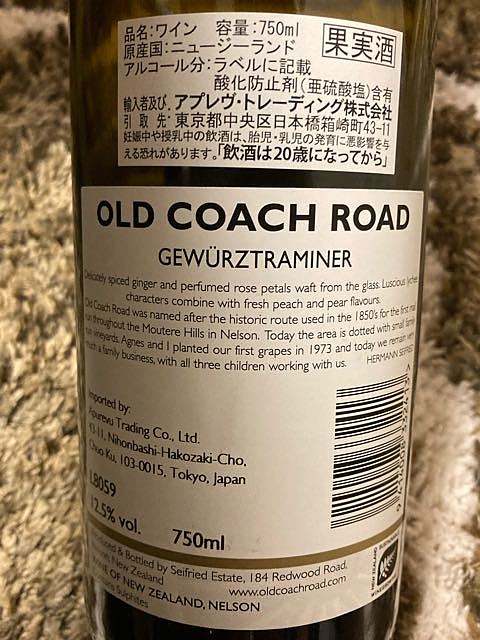 品名:ワイン 容量:750ml
原産国:ニュージーランド
果実酒
アルコール分:ラベルに記載
酸化防止剤(亜硫酸塩)含有
輸入者及び、アプレヴ・トレーディング株式会社
引取先:東京都中央区日本橋箱崎町43-11
妊娠中や授乳中の飲酒は、胎児・乳児の発育に悪影響を与
える恐れがあります。「飲酒は20歳になってから」
OLD COACH ROAD
GEWÜRZTRAMINER
Delicately spiced ginger and perfumed rose petals waft from the glass. Luscious lychee
characters combine with fresh peach and pear flavours.
Old Coach Road was named after the historic route used in the 1850's for the first mail
run throughout the Moutere Hills in Nelson. Today the area is dotted with small family
run vineyards. Agnes and I planted our first grapes in 1973 and today we remain very
much a family business, with all three children working with us. HERMANN SEIFRIED
Imported by:
Apurevu Trading Co., Ltd.
43-11, Nihonbashi-Hakozaki-Cho,
Chuo Ku, 103-0015, Tokyo, Japan
L8059
12.5% vol. 750ml
Produced & Bottled by Seifried Estate, 184 Redwood Road,
New Zealand www.oldcoachroad.com
WINE OF NEW ZEALAND, NELSON
Sulphites
NEW ZEALAND